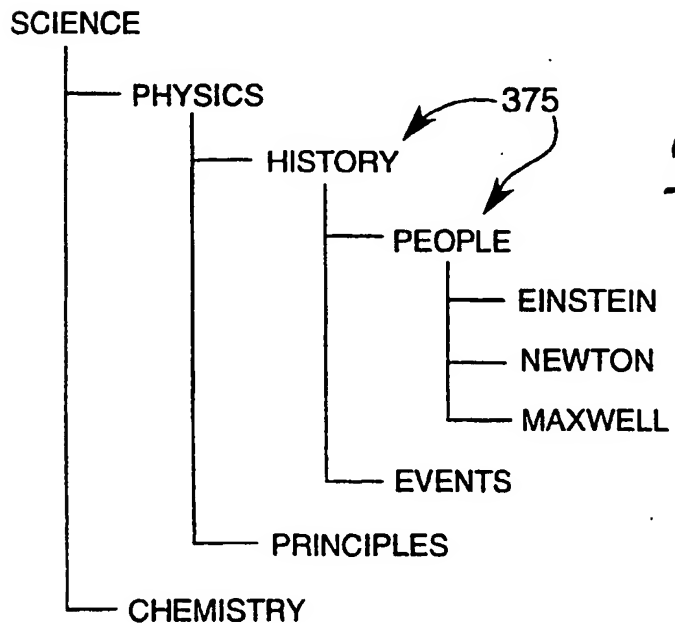 SCIENCE
PHYSICS
375
HISTORY
PEOPLE
EINSTEIN
NEWTON
MAXWELL
EVENTS
PRINCIPLES
CHEMISTRY